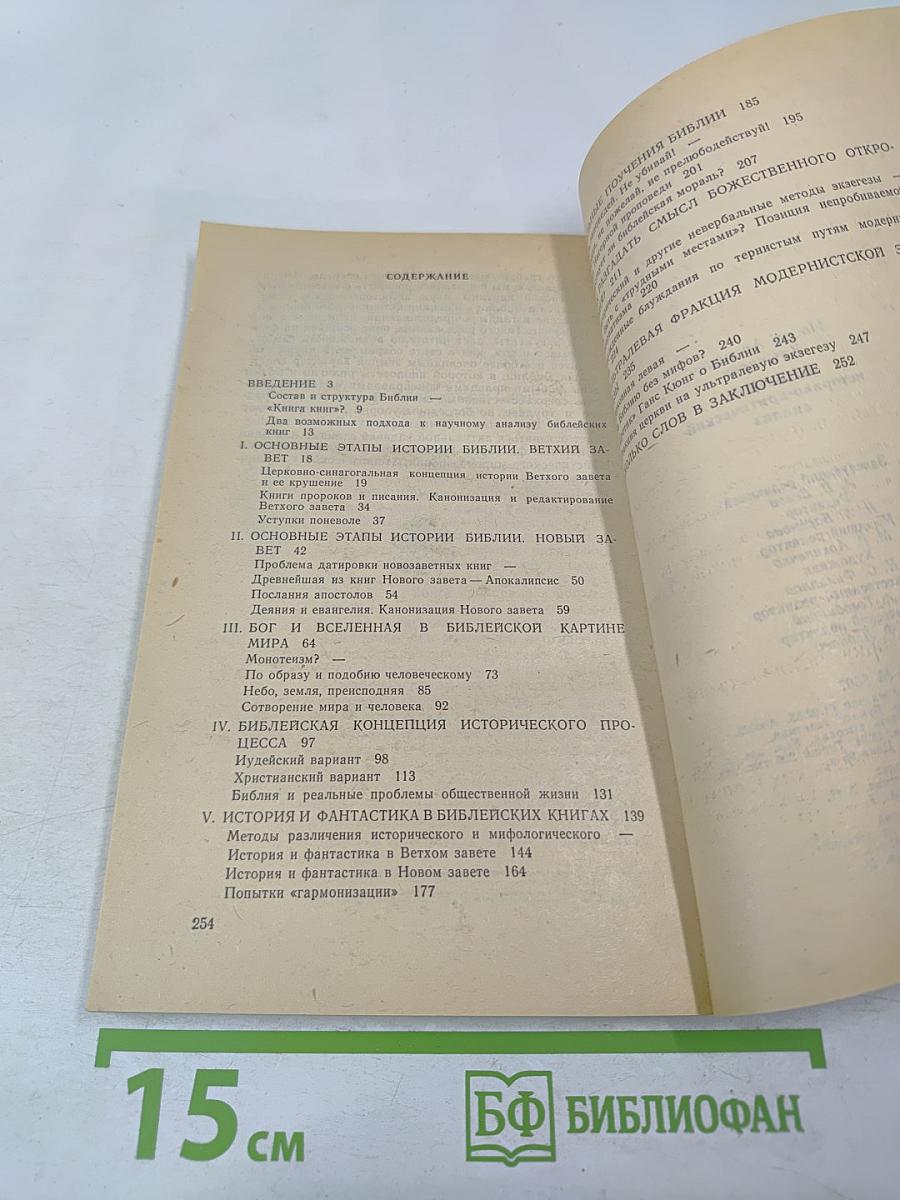 СОДЕРЖАНИЕ
ВВЕДЕНИЕ 3
Состав и структура Библии —
«Книга книг»? 9
Два возможных подхода к научному анализу библейских
книг 13
I. ОСНОВНЫЕ ЭТАПЫ ИСТОРИИ БИБЛИИ. ВЕТХИЙ ЗА-
ВЕТ 18
Церковно-синагогальная концепция истории Ветхого завета
и ее крушение 19
Книги пророков и писания. Канонизация и редактирование
Ветхого завета 34
Уступки поневоле 37
II. ОСНОВНЫЕ ЭТАПЫ ИСТОРИИ БИБЛИИ. НОВЫЙ ЗА-
ВЕТ 42
Проблема датировки новозаветных книг —
Древнейшая из книг Нового завета — Апокалипсис 50
Послания апостолов 54
Деяния и евангелия. Канонизация Нового завета 59
III. БОГ И ВСЕЛЕННАЯ В БИБЛЕЙСКОЙ КАРТИНЕ
МИРА 64
Монотеизм? —
По образу и подобию человеческому 73
Небо, земля, преисподняя 85
Сотворение мира и человека 92
IV. БИБЛЕЙСКАЯ КОНЦЕПЦИЯ ИСТОРИЧЕСКОГО ПРО-
ЦЕССА 97
Иудейский вариант 98
Христианский вариант 113
Библия и реальные проблемы общественной жизни 131
V. ИСТОРИЯ И ФАНТАСТИКА В БИБЛЕЙСКИХ КНИГАХ 139
Методы различения исторического и мифологического —
История и фантастика в Ветхом завете 144
История и фантастика в Новом завете 164
Попытки «гармонизации» 177
254
ПОУЧЕНИЯ БИБЛИИ 185
Не убивай! —
не пожелай, не прелюбодействуй! 195
проповеди 201
ли библейская мораль? 207
СМЫСЛ БОЖЕСТВЕННОГО ОТКРО-
211
и другие невербальные методы экзегезы —
с «трудными местами»? Позиция непробиваемой
220
блуждания по тернистым путям
ФРАКЦИЯ МОДЕРНИСТСКОЙ
235
левая —
Библию без мифов? 240
Ганс Кюнг о Библии 243
церкви на ультралевую экзегезу 247
СЛОВ В ЗАКЛЮЧЕНИЕ 252
15 см
БФ БИБЛИОФАН